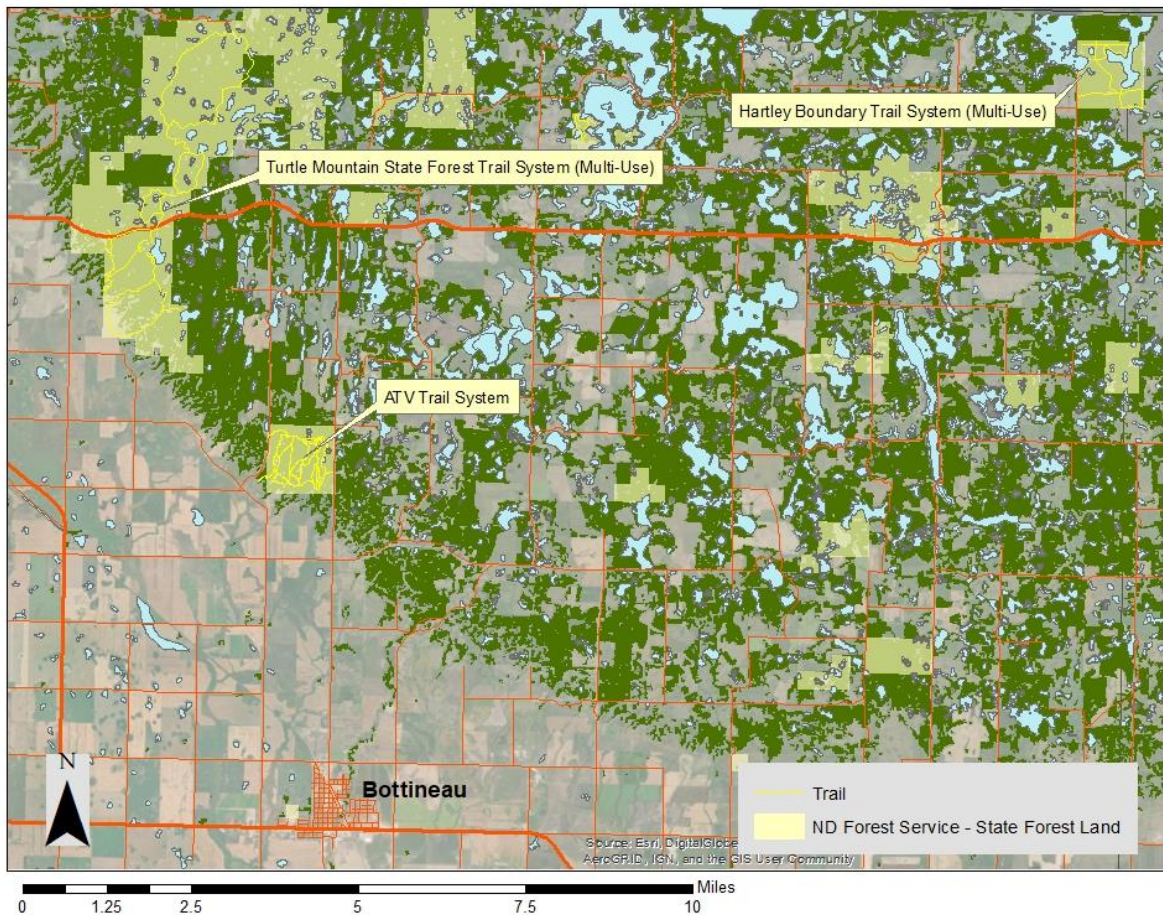 Hartley Boundary Trail System (Multi-Use)
Turtle Mountain State Forest Trail System (Multi-Use)
ATV Trail System
N
Bottineau
Trail
ND Forest Service - State Forest Land
Source: Esri, DigitalGlobe
AeroGRID, IGN, and the GIS User Community
Miles
0 1.25 2.5 5 7.5 10